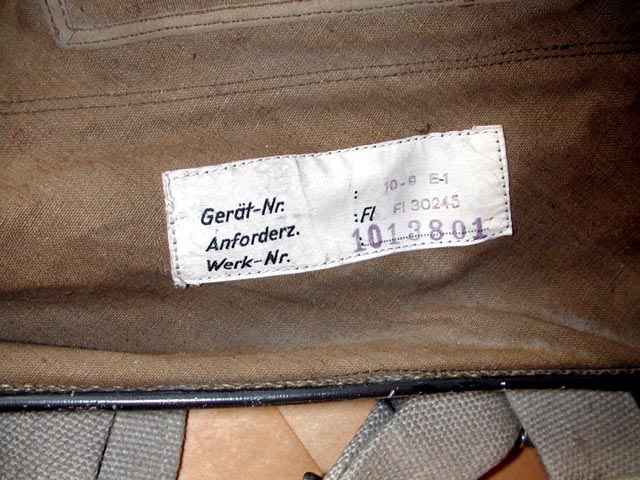 Gerät-Nr. : 10-9 E-1
Anforderz. :Fl Fl 30245
Werk-Nr. : 1013801